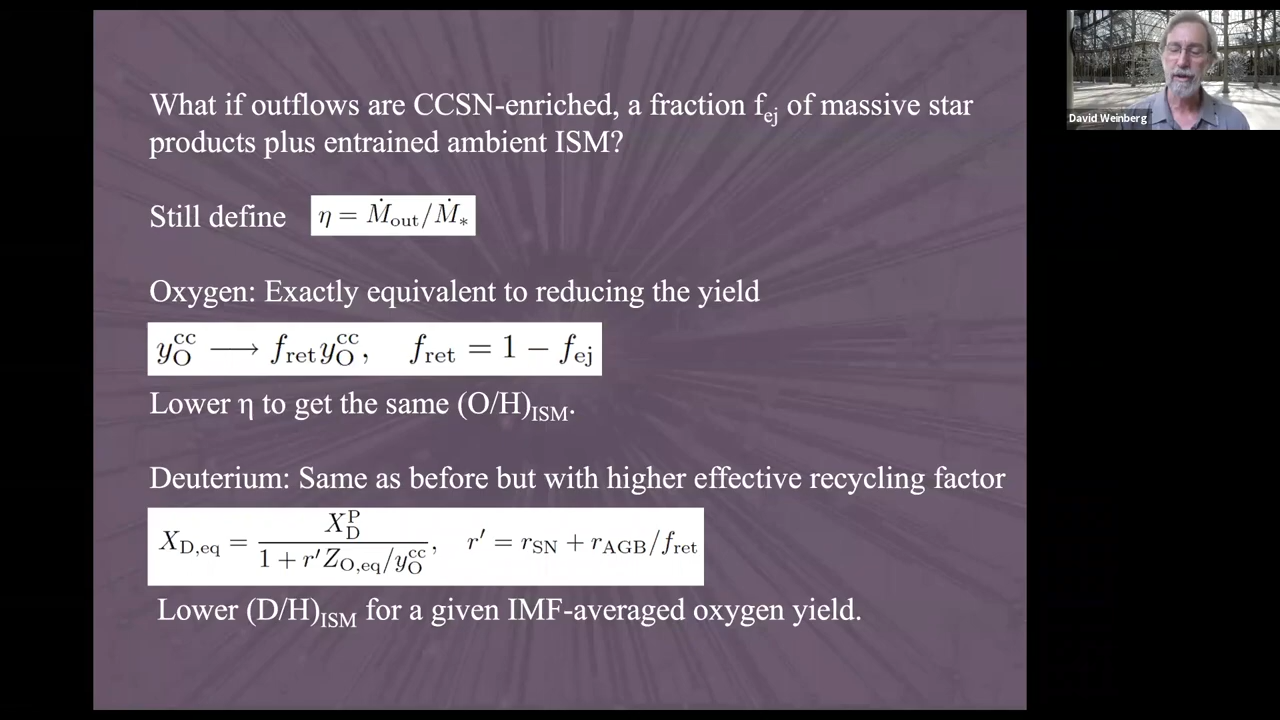 What if outflows are CCSN-enriched, a fraction f_ej of massive star
products plus entrained ambient ISM?
Still define η = Ṁ_out/Ṁ_*
Oxygen: Exactly equivalent to reducing the yield
y_O^cc ⟶ f_ret y_O^cc, f_ret = 1 − f_ej
Lower η to get the same (O/H)_ISM.
Deuterium: Same as before but with higher effective recycling factor
X_D,eq = X_D^P / (1 + r′Z_O,eq/y_O^cc), r′ = r_SN + r_AGB/f_ret
Lower (D/H)_ISM for a given IMF-averaged oxygen yield.
David Weinberg